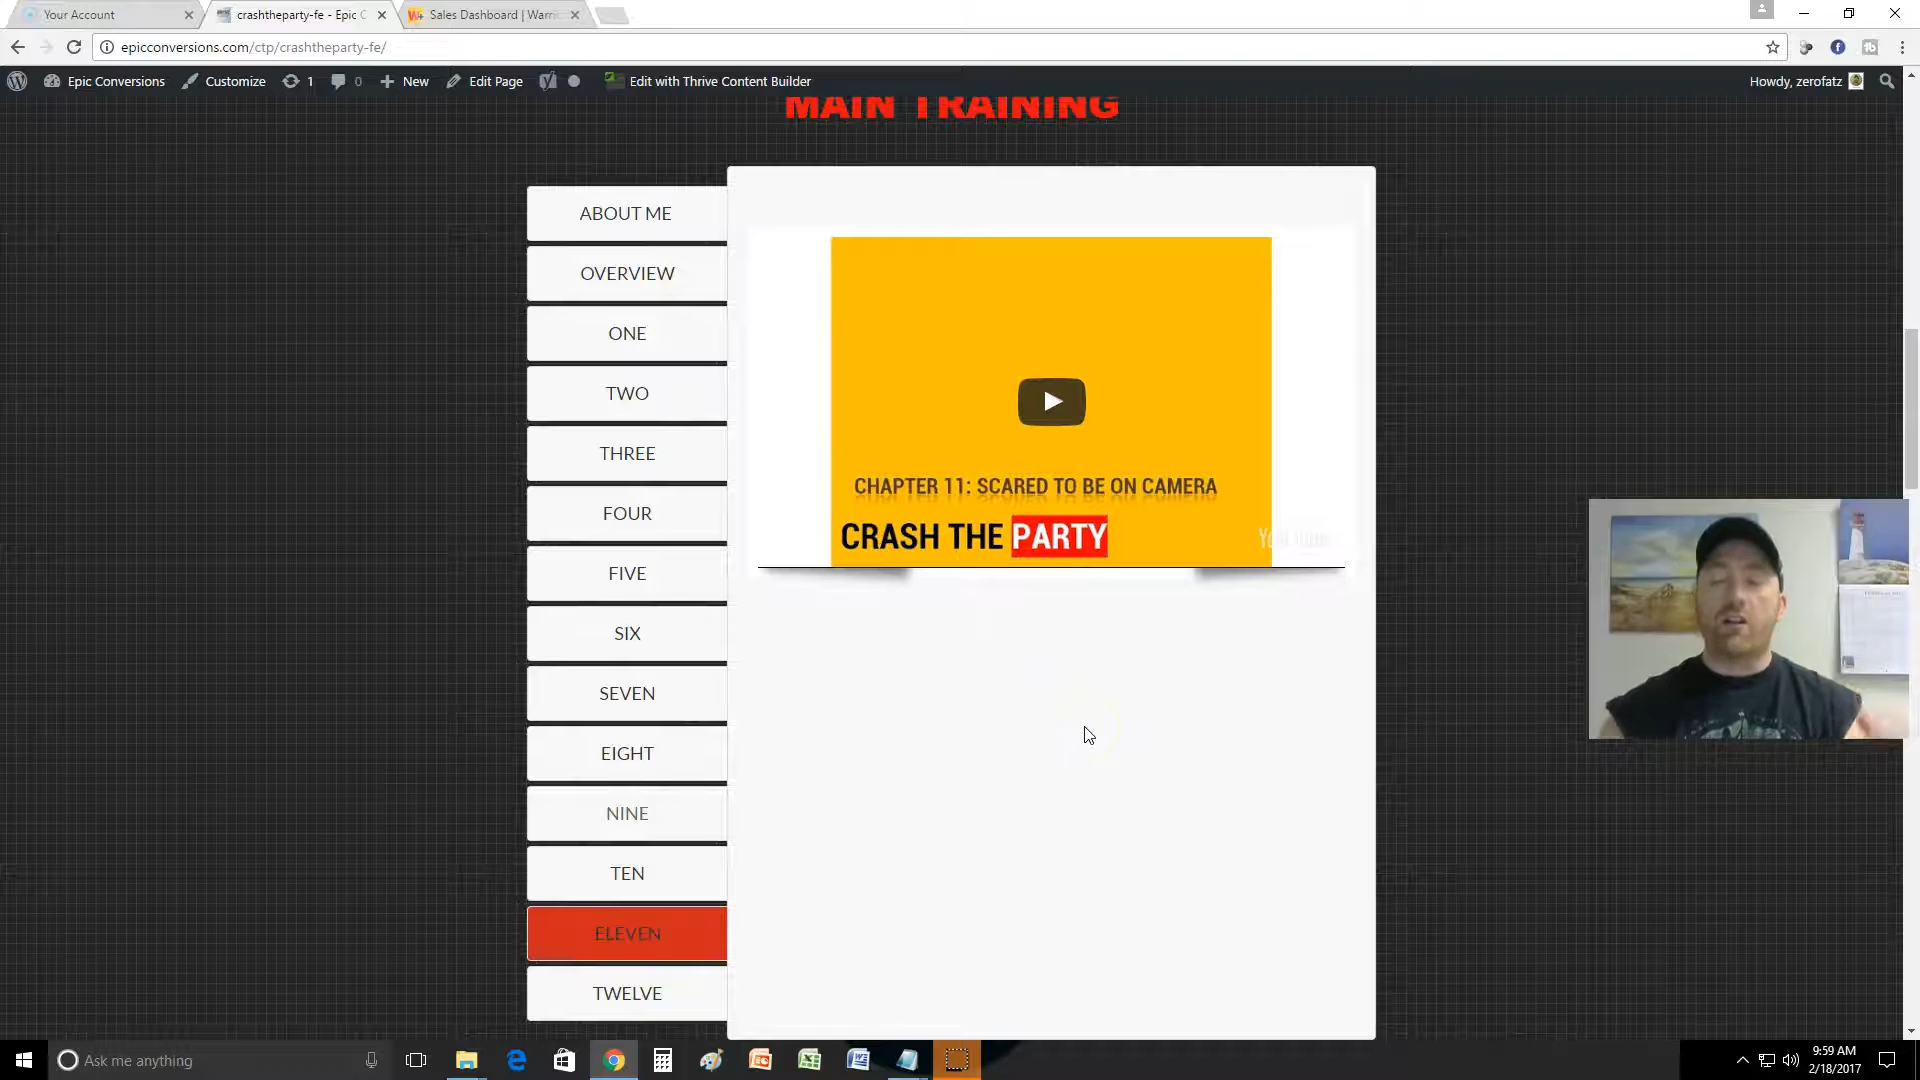 Your Account
crashtheparty-fe - Epic C
Sales Dashboard | Warri
epicconversions.com/ctp/crashtheparty-fe/
Epic Conversions
Customize
1
0
New
Edit Page
Edit with Thrive Content Builder
Howdy, zerofatz
MAIN TRAINING
ABOUT ME
OVERVIEW
ONE
TWO
THREE
FOUR
FIVE
SIX
SEVEN
EIGHT
NINE
TEN
ELEVEN
TWELVE
CHAPTER 11: SCARED TO BE ON CAMERA
CRASH THE PARTY
YouTube
Ask me anything
9:59 AM
2/18/2017